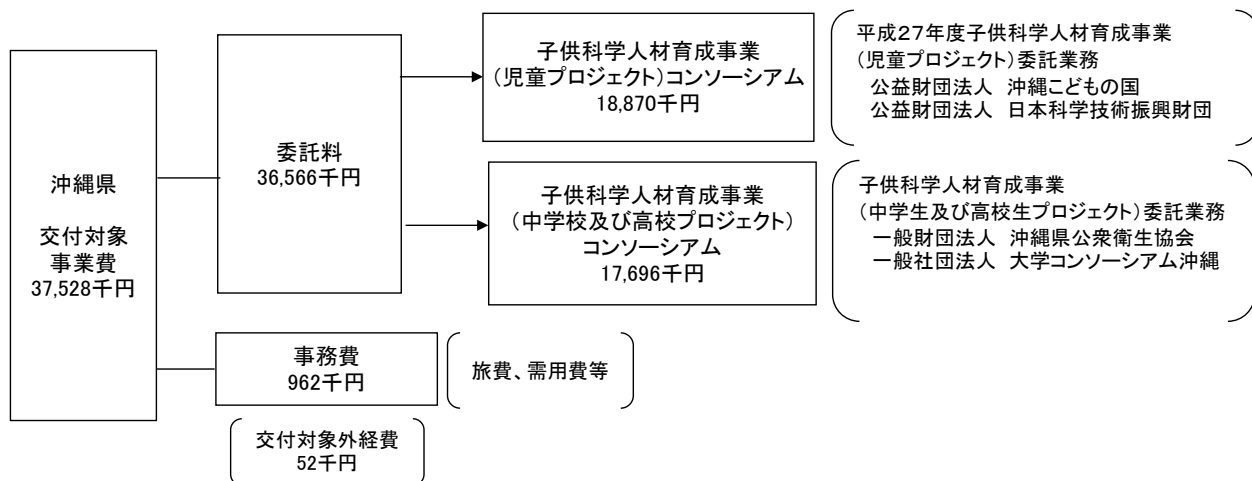 沖縄県
交付対象
事業費
37,528千円
委託料
36,566千円
子供科学人材育成事業
(児童プロジェクト)コンソーシアム
18,870千円
平成27年度子供科学人材育成事業
(児童プロジェクト)委託業務
公益財団法人 沖縄こどもの国
公益財団法人 日本科学技術振興財団
子供科学人材育成事業
(中学校及び高校プロジェクト)
コンソーシアム
17,696千円
子供科学人材育成事業
(中学生及び高校生プロジェクト)委託業務
一般財団法人 沖縄県公衆衛生協会
一般社団法人 大学コンソーシアム沖縄
事務費
962千円
旅費、需用費等
交付対象外経費
52千円